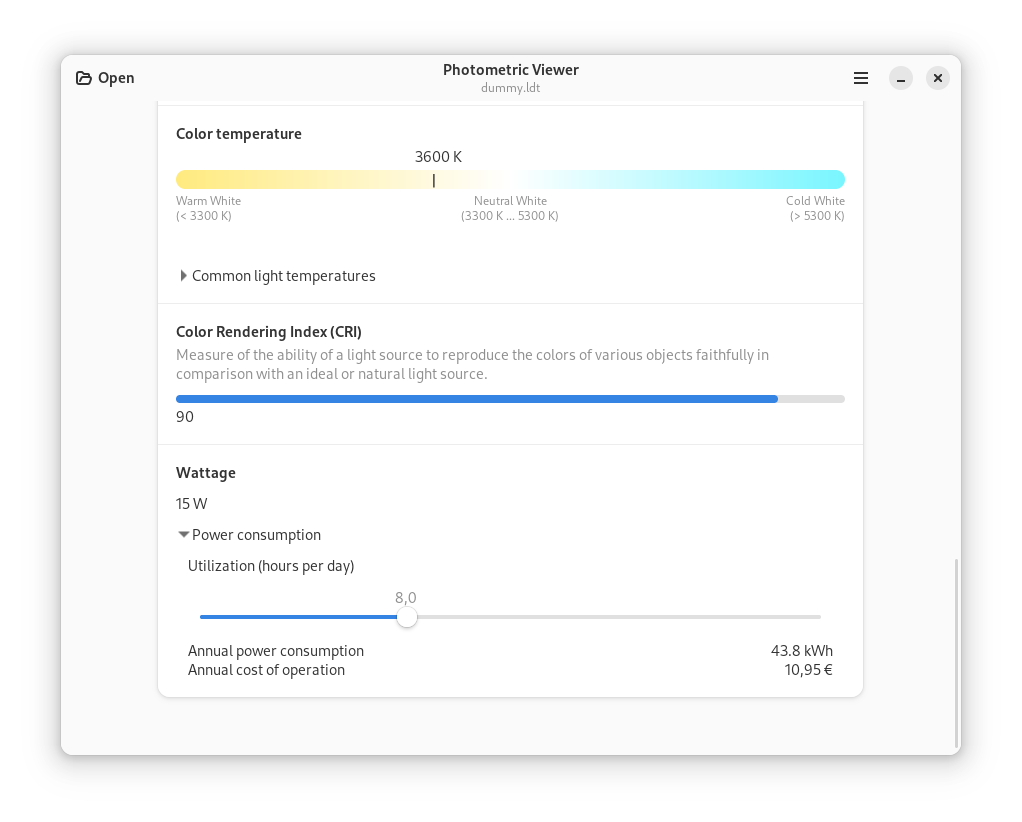 Open
Photometric Viewer
dummy.ldt
Color temperature
3600 K
Warm White
(< 3300 K)
Neutral White
(3300 K ... 5300 K)
Cold White
(> 5300 K)
Common light temperatures
Color Rendering Index (CRI)
Measure of the ability of a light source to reproduce the colors of various objects faithfully in
comparison with an ideal or natural light source.
90
Wattage
15 W
Power consumption
Utilization (hours per day)
8,0
Annual power consumption 43.8 kWh
Annual cost of operation 10,95 €